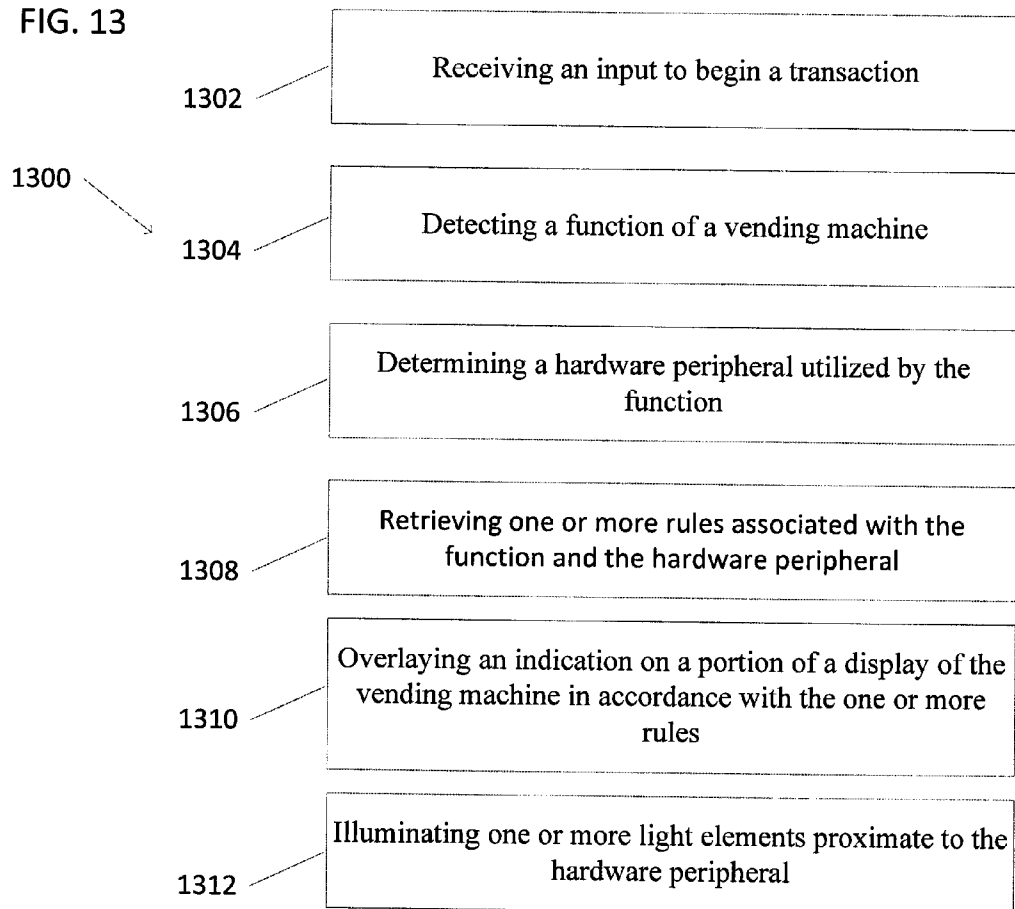 FIG. 13
Receiving an input to begin a transaction
1302
1300
Detecting a function of a vending machine
1304
Determining a hardware peripheral utilized by the
function
1306
Retrieving one or more rules associated with the
function and the hardware peripheral
1308
Overlaying an indication on a portion of a display of the
vending machine in accordance with the one or more
rules
1310
Illuminating one or more light elements proximate to the
hardware peripheral
1312